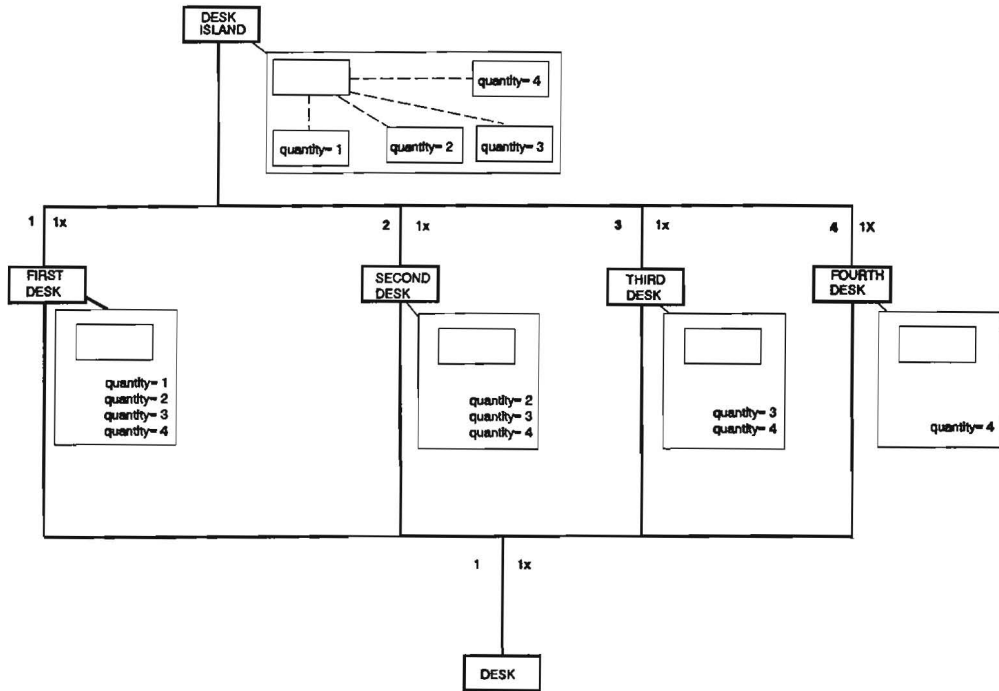 DESK
ISLAND
quantity= 4
quantity= 1
quantity= 2
quantity= 3
1 1x
2 1x
3 1x
4 1X
FIRST
DESK
SECOND
DESK
THIRD
DESK
FOURTH
DESK
quantity= 1
quantity= 2
quantity= 3
quantity= 4
quantity= 2
quantity= 3
quantity= 4
quantity= 3
quantity= 4
quantity= 4
1 1x
DESK